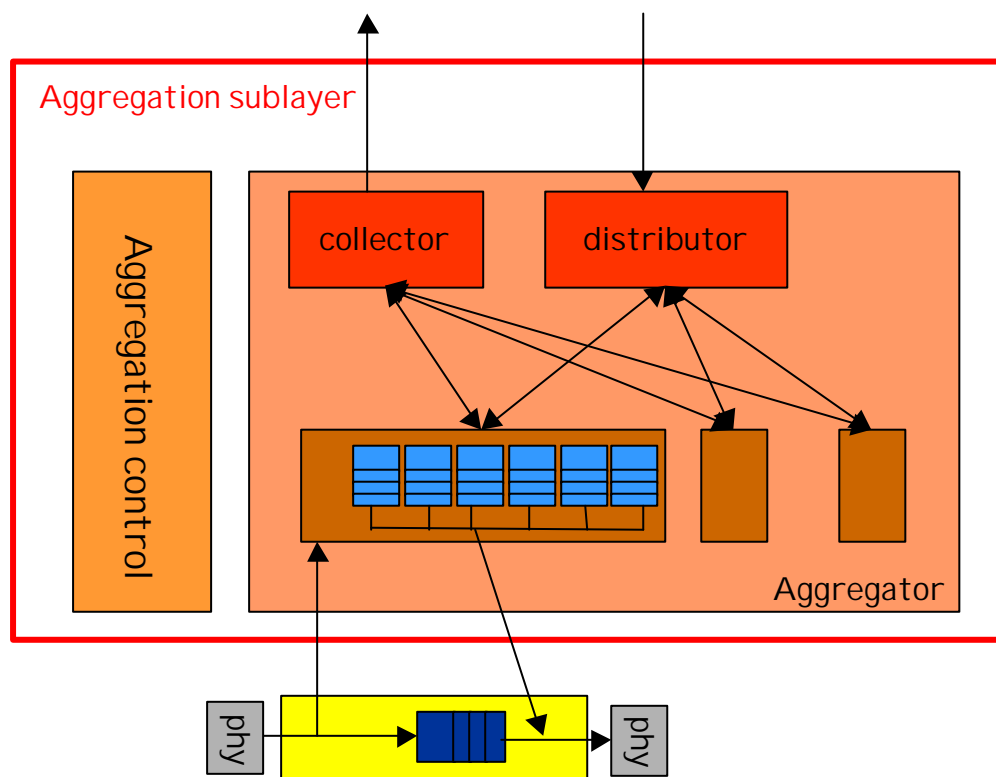 Aggregation sublayer
Aggregation control
collector
distributor
Aggregator
phy
phy